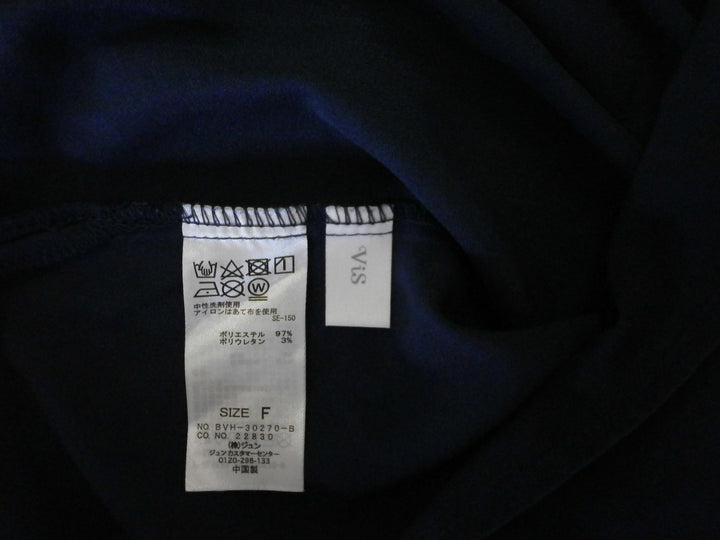 中性洗剤使用
アイロンはあて布を使用
SE-150
ポリエステル 97%
ポリウレタン 3%
SIZE F
NO. BVH-30270-B
CO. NO. 22830
(株)ジュン
ジュンカスタマーセンター
0120-298-133
中国製
ViS
W